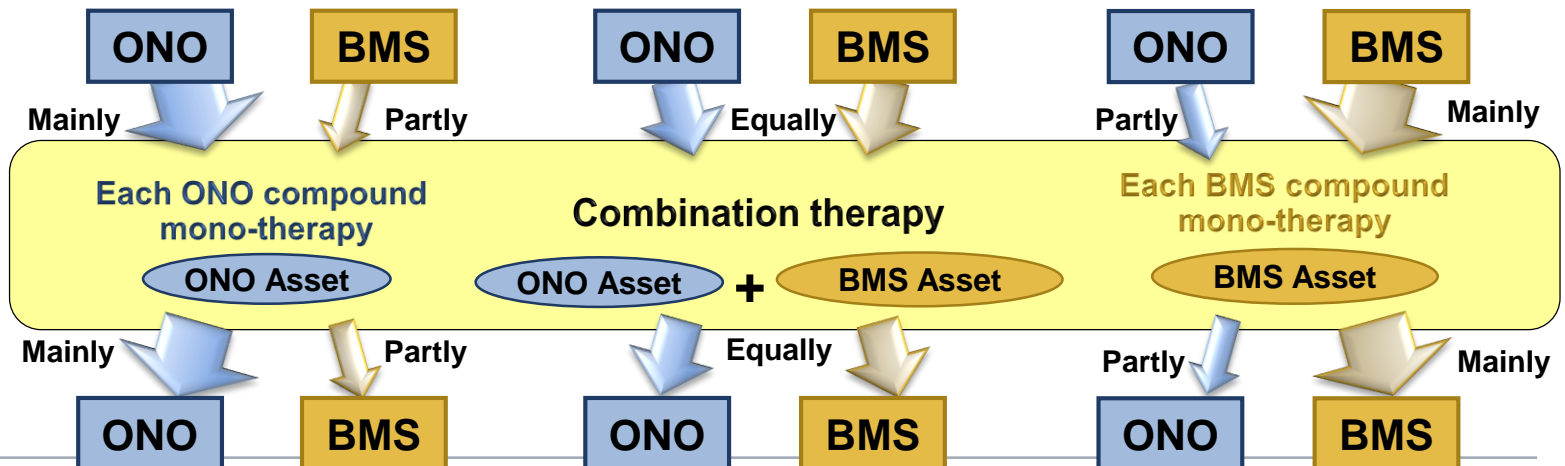 ONO BMS ONO BMS ONO BMS
Mainly Partly Equally Partly Mainly
Each ONO compound
mono-therapy
ONO Asset
Combination therapy
ONO Asset + BMS Asset
Each BMS compound
mono-therapy
BMS Asset
Mainly Partly Equally Partly Mainly
ONO BMS ONO BMS ONO BMS